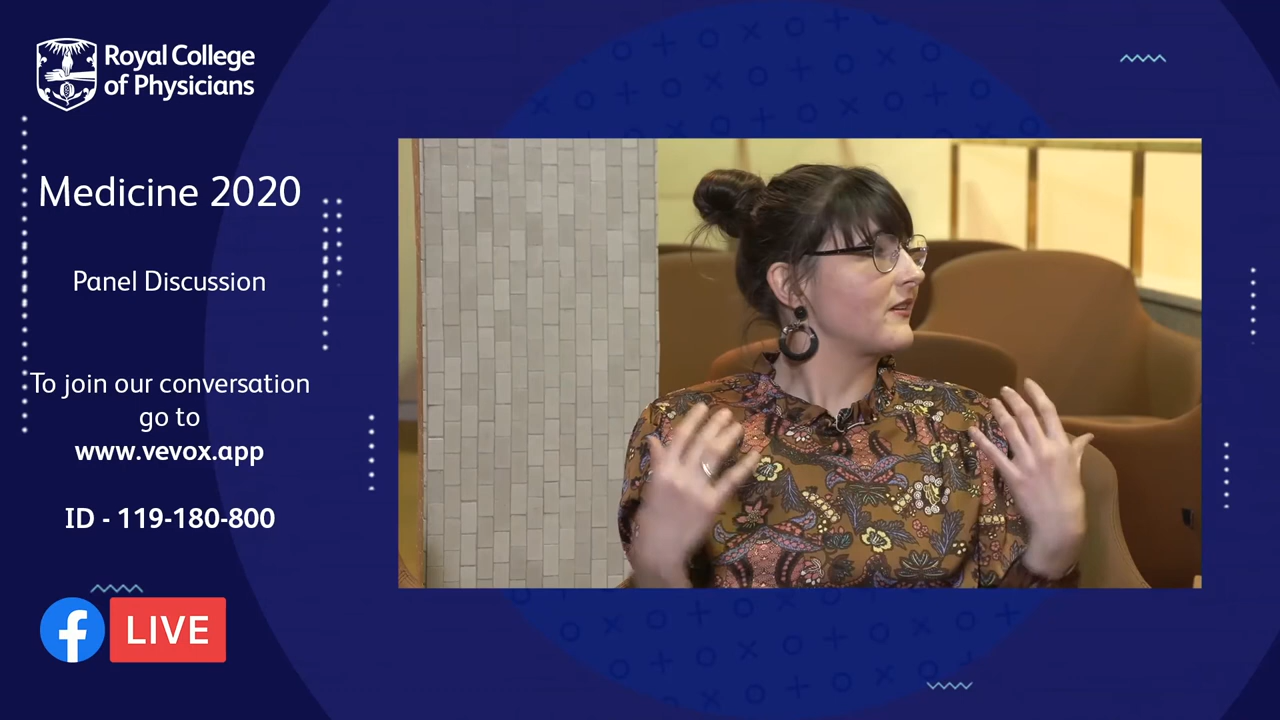 Royal College
of Physicians
Medicine 2020
Panel Discussion
To join our conversation
go to
www.vevox.app
ID - 119-180-800
f LIVE